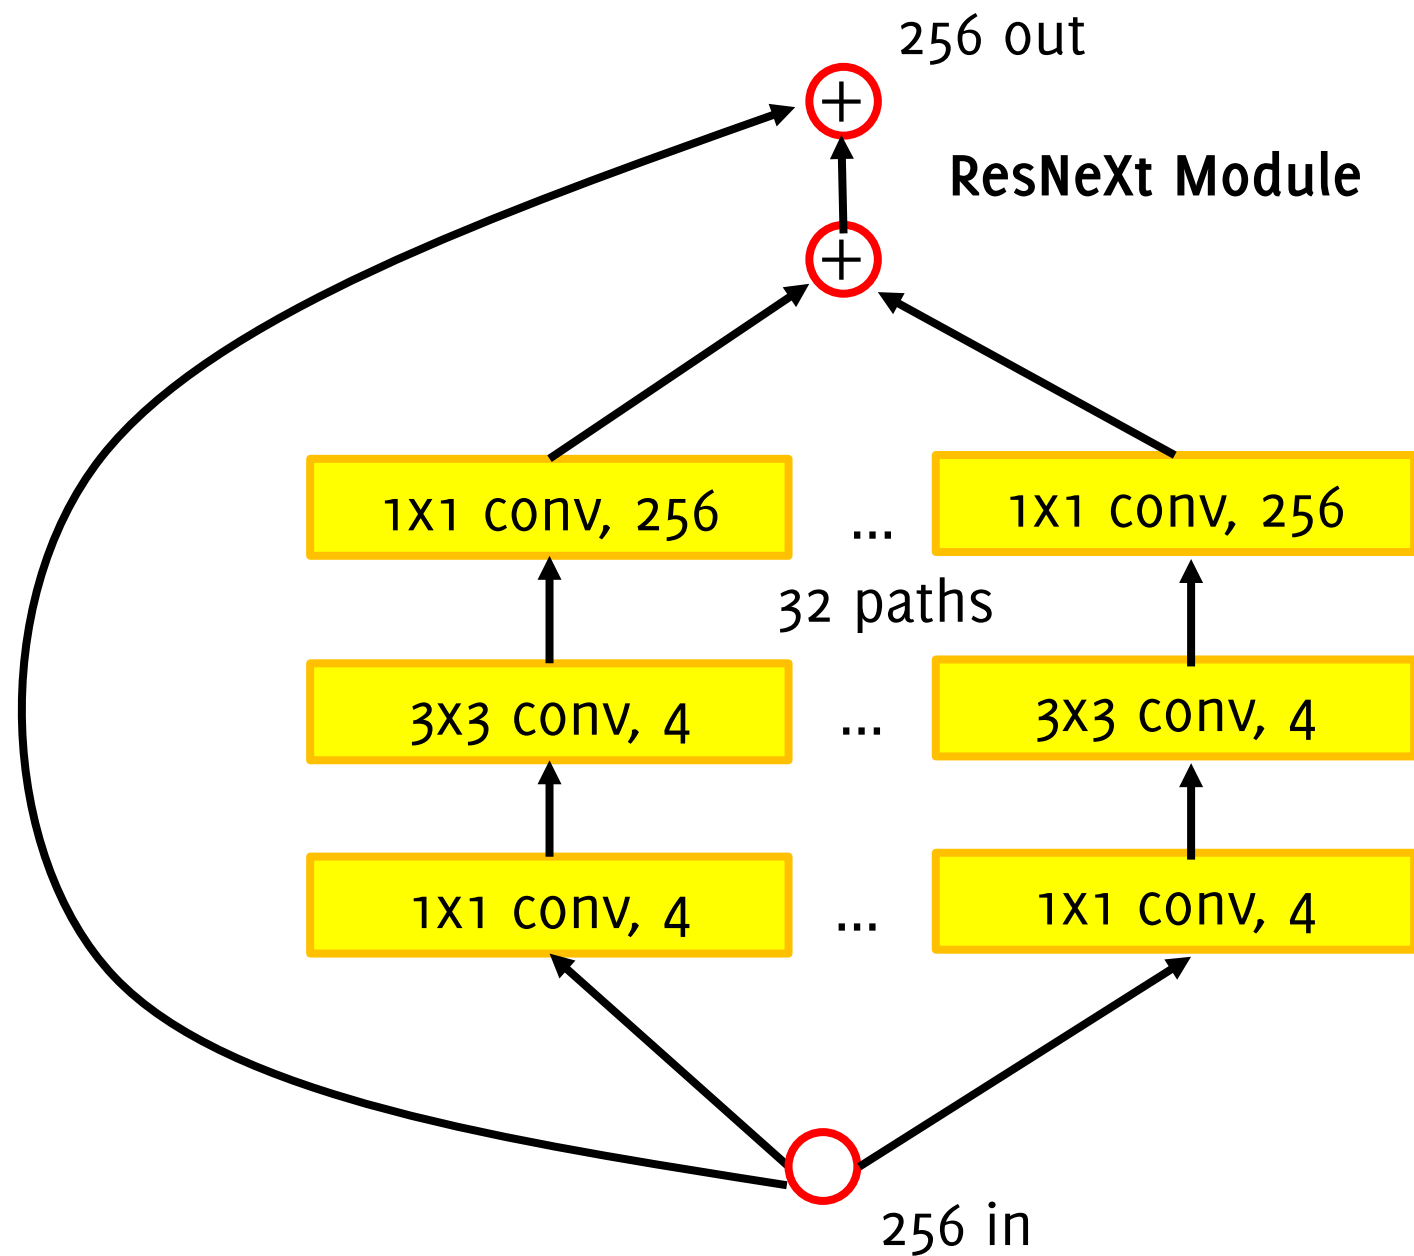 256 out
+
ResNeXt Module
+
1x1 conv, 256
...
1x1 conv, 256
32 paths
3x3 conv, 4
...
3x3 conv, 4
1x1 conv, 4
...
1x1 conv, 4
256 in